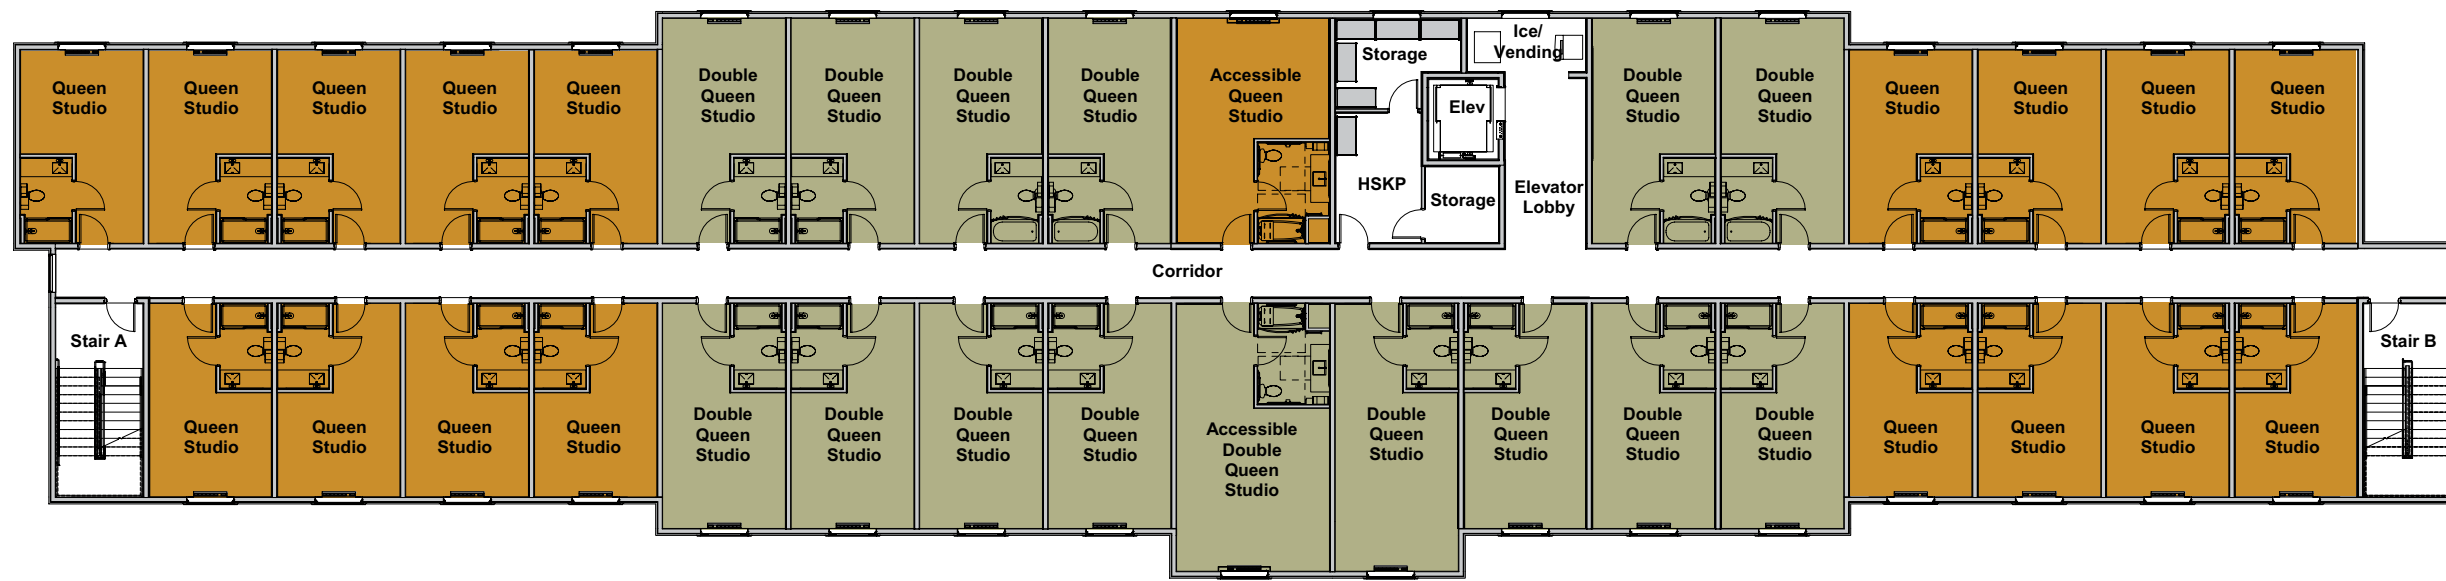 Queen
Studio
Queen
Studio
Queen
Studio
Queen
Studio
Queen
Studio
Double
Queen
Studio
Double
Queen
Studio
Double
Queen
Studio
Double
Queen
Studio
Accessible
Queen
Studio
Storage
Ice/
Vending
Elev
HSKP
Storage
Elevator
Lobby
Double
Queen
Studio
Double
Queen
Studio
Queen
Studio
Queen
Studio
Queen
Studio
Queen
Studio
Corridor
Stair A
Queen
Studio
Queen
Studio
Queen
Studio
Queen
Studio
Double
Queen
Studio
Double
Queen
Studio
Double
Queen
Studio
Double
Queen
Studio
Accessible
Double
Queen
Studio
Double
Queen
Studio
Double
Queen
Studio
Double
Queen
Studio
Double
Queen
Studio
Queen
Studio
Queen
Studio
Queen
Studio
Queen
Studio
Stair B